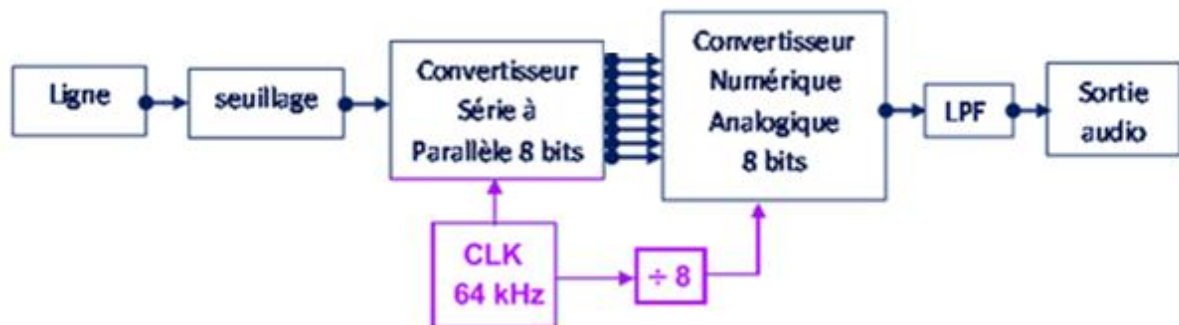 Ligne
seuillage
Convertisseur
Série à
Parallèle 8 bits
Convertisseur
Numérique
Analogique
8 bits
LPF
Sortie
audio
CLK
64 kHz
÷ 8